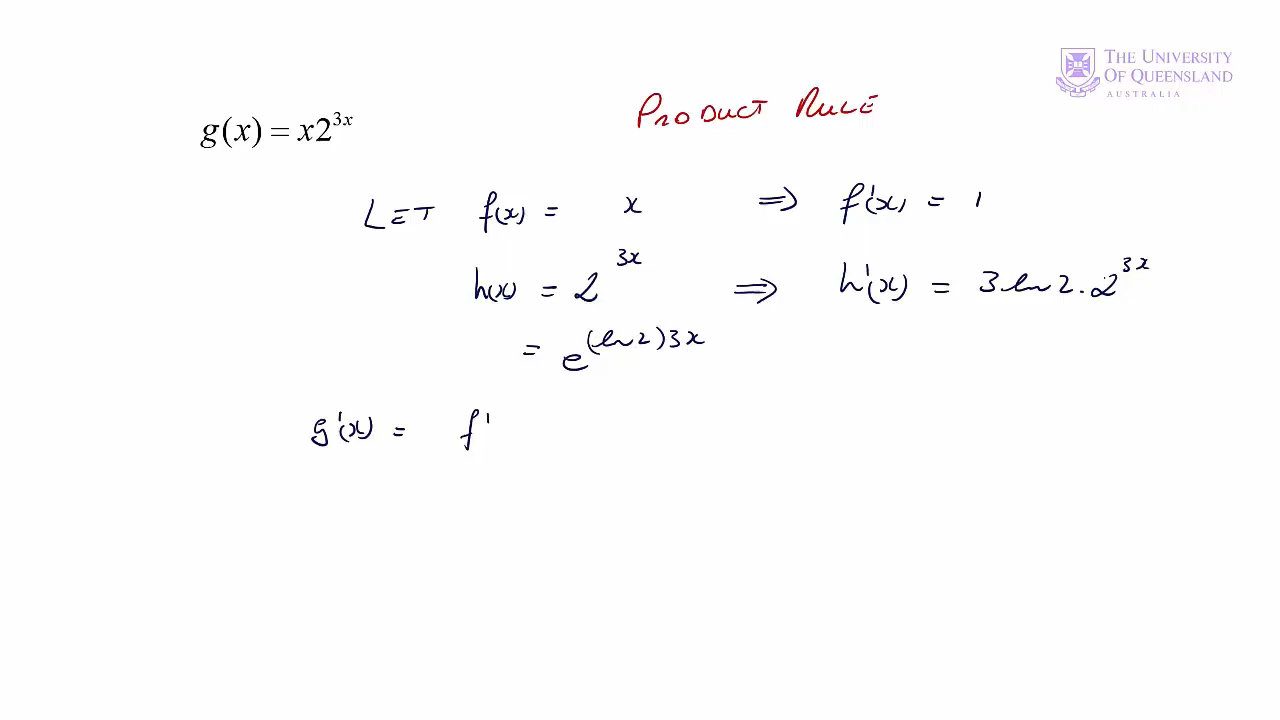 THE UNIVERSITY
OF QUEENSLAND
AUSTRALIA
PRODUCT RULE
g(x) = x2^{3x}
LET f(x) = x ⇒ f'(x) = 1
h(x) = 2^{3x} ⇒ h'(x) = 3 ln 2 . 2^{3x}
= e^{(ln 2)3x}
g'(x) = f'